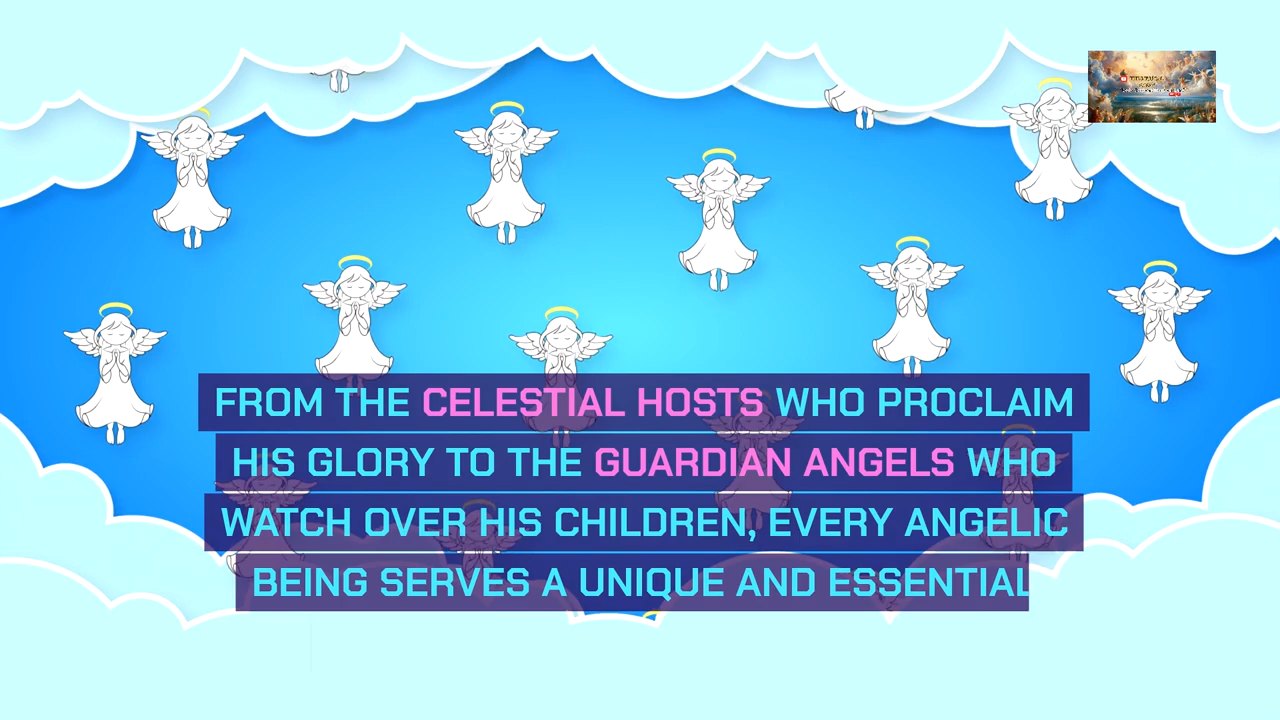 FROM THE CELESTIAL HOSTS WHO PROCLAIM
HIS GLORY TO THE GUARDIAN ANGELS WHO
WATCH OVER HIS CHILDREN, EVERY ANGELIC
BEING SERVES A UNIQUE AND ESSENTIAL